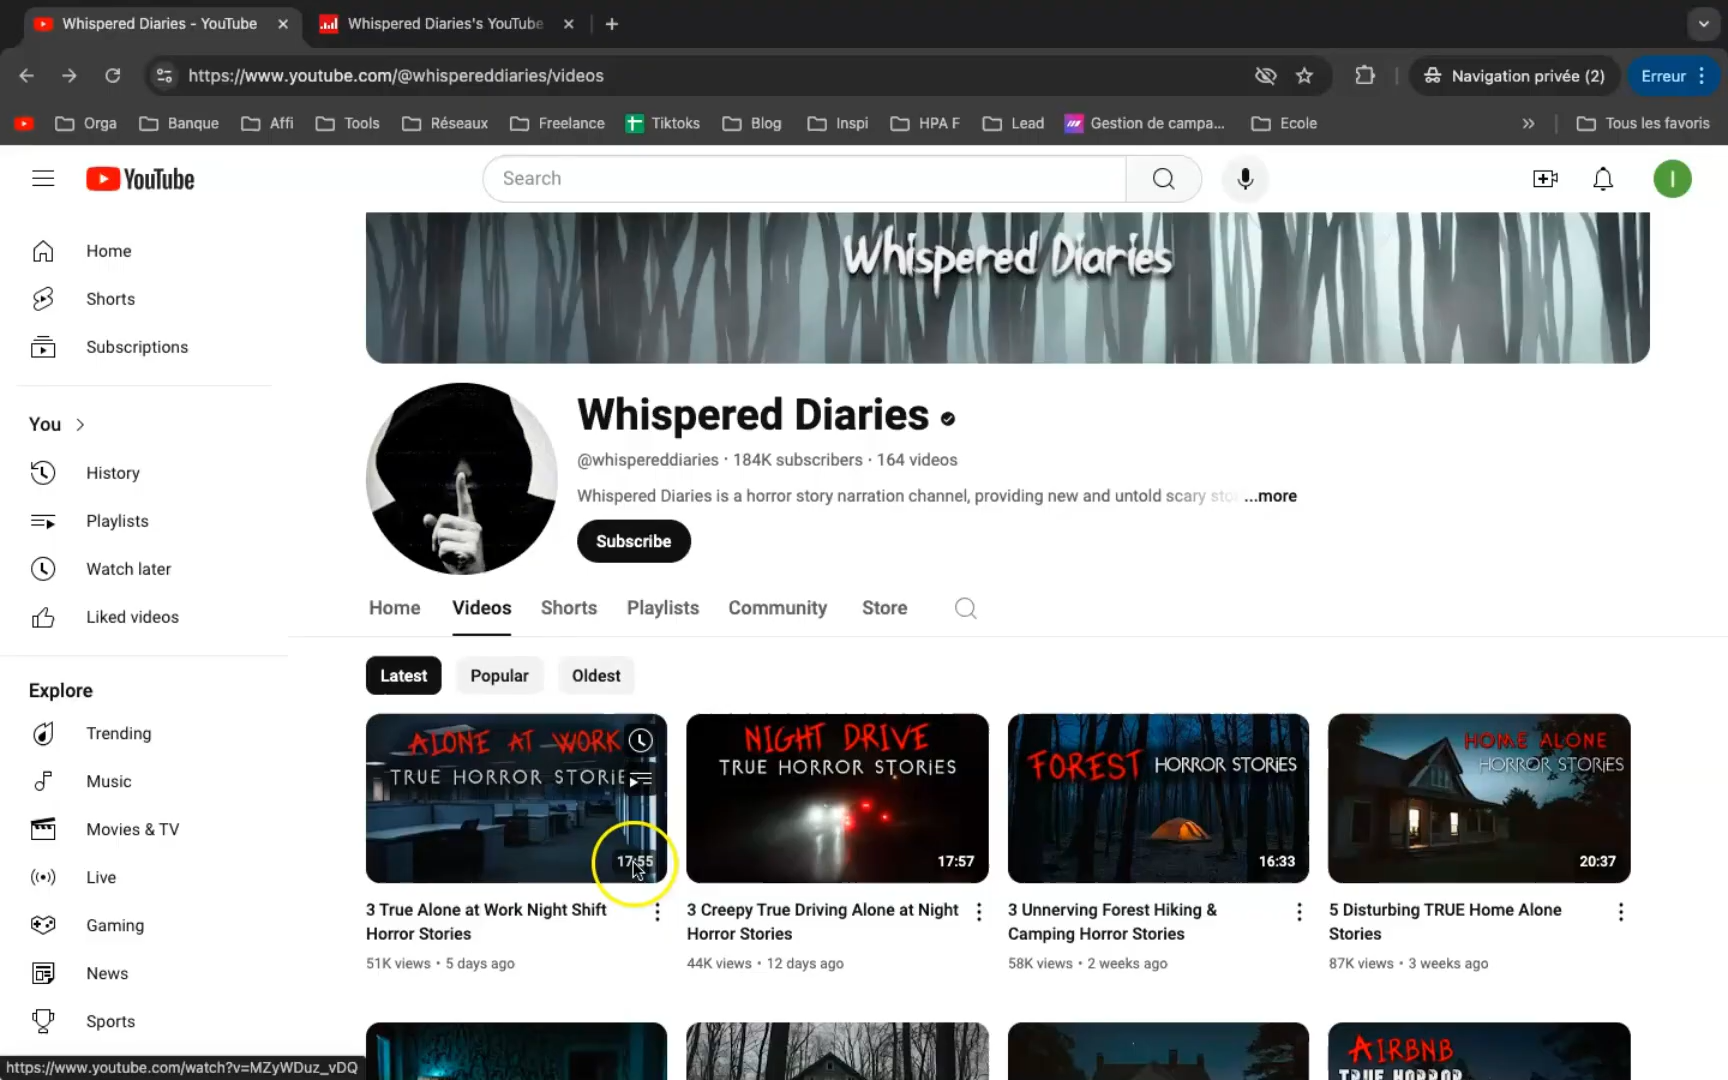 Whispered Diaries - YouTube
Whispered Diaries's YouTube
https://www.youtube.com/@whispereddiaries/videos
Navigation privée (2)
Erreur
Orga
Banque
Affi
Tools
Réseaux
Freelance
Tiktoks
Blog
Inspi
HPA F
Lead
Gestion de campa...
Ecole
Tous les favoris
YouTube
Search
I
Home
Shorts
Subscriptions
You
History
Playlists
Watch later
Liked videos
Explore
Trending
Music
Movies & TV
Live
Gaming
News
Sports
Whispered Diaries
Whispered Diaries
@whispereddiaries · 184K subscribers · 164 videos
Whispered Diaries is a horror story narration channel, providing new and untold scary ...more
Subscribe
Home
Videos
Shorts
Playlists
Community
Store
Latest
Popular
Oldest
ALONE AT WORK
TRUE HORROR STORIE
17:55
3 True Alone at Work Night Shift
Horror Stories
51K views · 5 days ago
NIGHT DRIVE
TRUE HORROR STORIES
17:57
3 Creepy True Driving Alone at Night
Horror Stories
44K views · 12 days ago
FOREST HORROR STORIES
16:33
3 Unnerving Forest Hiking &
Camping Horror Stories
58K views · 2 weeks ago
HOME ALONE
HORROR STORIES
20:37
5 Disturbing TRUE Home Alone
Stories
87K views · 3 weeks ago
AIRBNB
TRUE HORROR
https://www.youtube.com/watch?v=MZyWDuz_vDQ